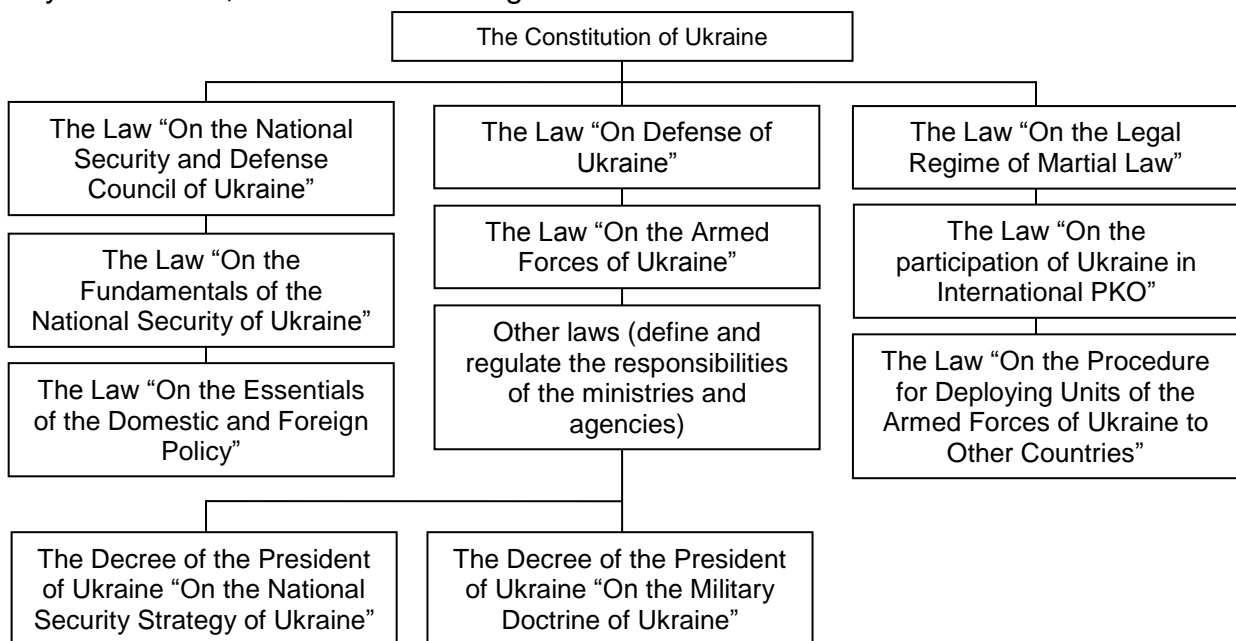 The Constitution of Ukraine
The Law “On the National
Security and Defense
Council of Ukraine”
The Law “On the
Fundamentals of the
National Security of Ukraine”
The Law “On the Essentials
of the Domestic and Foreign
Policy”
The Law “On Defense of
Ukraine”
The Law “On the Armed
Forces of Ukraine”
Other laws (define and
regulate the responsibilities
of the ministries and
agencies)
The Law “On the Legal
Regime of Martial Law”
The Law “On the
participation of Ukraine in
International PKO”
The Law “On the Procedure
for Deploying Units of the
Armed Forces of Ukraine to
Other Countries”
The Decree of the President
of Ukraine “On the National
Security Strategy of Ukraine”
The Decree of the President
of Ukraine “On the Military
Doctrine of Ukraine”